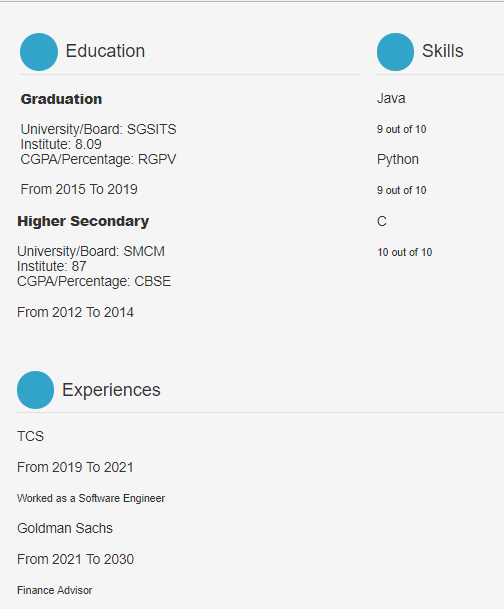 Education
Graduation
University/Board: SGSITS
Institute: 8.09
CGPA/Percentage: RGPV
From 2015 To 2019
Higher Secondary
University/Board: SMCM
Institute: 87
CGPA/Percentage: CBSE
From 2012 To 2014
Skills
Java
9 out of 10
Python
9 out of 10
C
10 out of 10
Experiences
TCS
From 2019 To 2021
Worked as a Software Engineer
Goldman Sachs
From 2021 To 2030
Finance Advisor